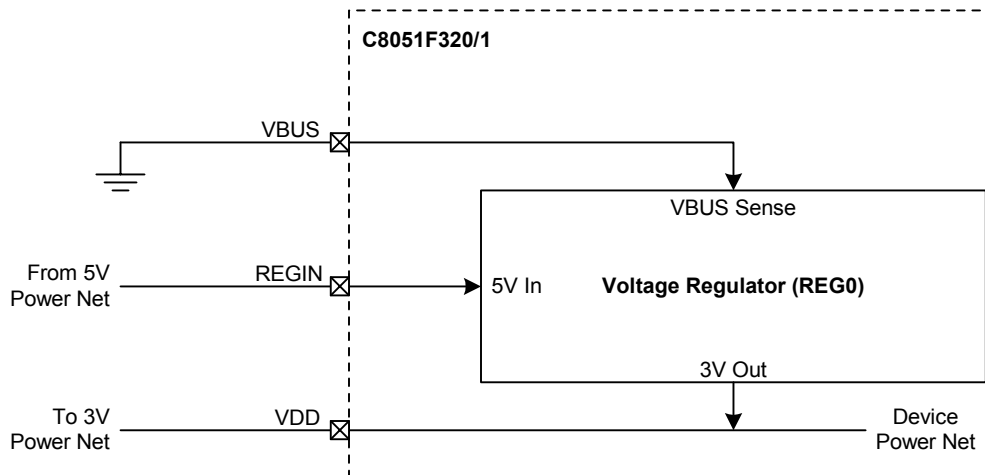 C8051F320/1
VBUS
VBUS Sense
From 5V
Power Net
REGIN
5V In
Voltage Regulator (REG0)
3V Out
To 3V
Power Net
VDD
Device
Power Net